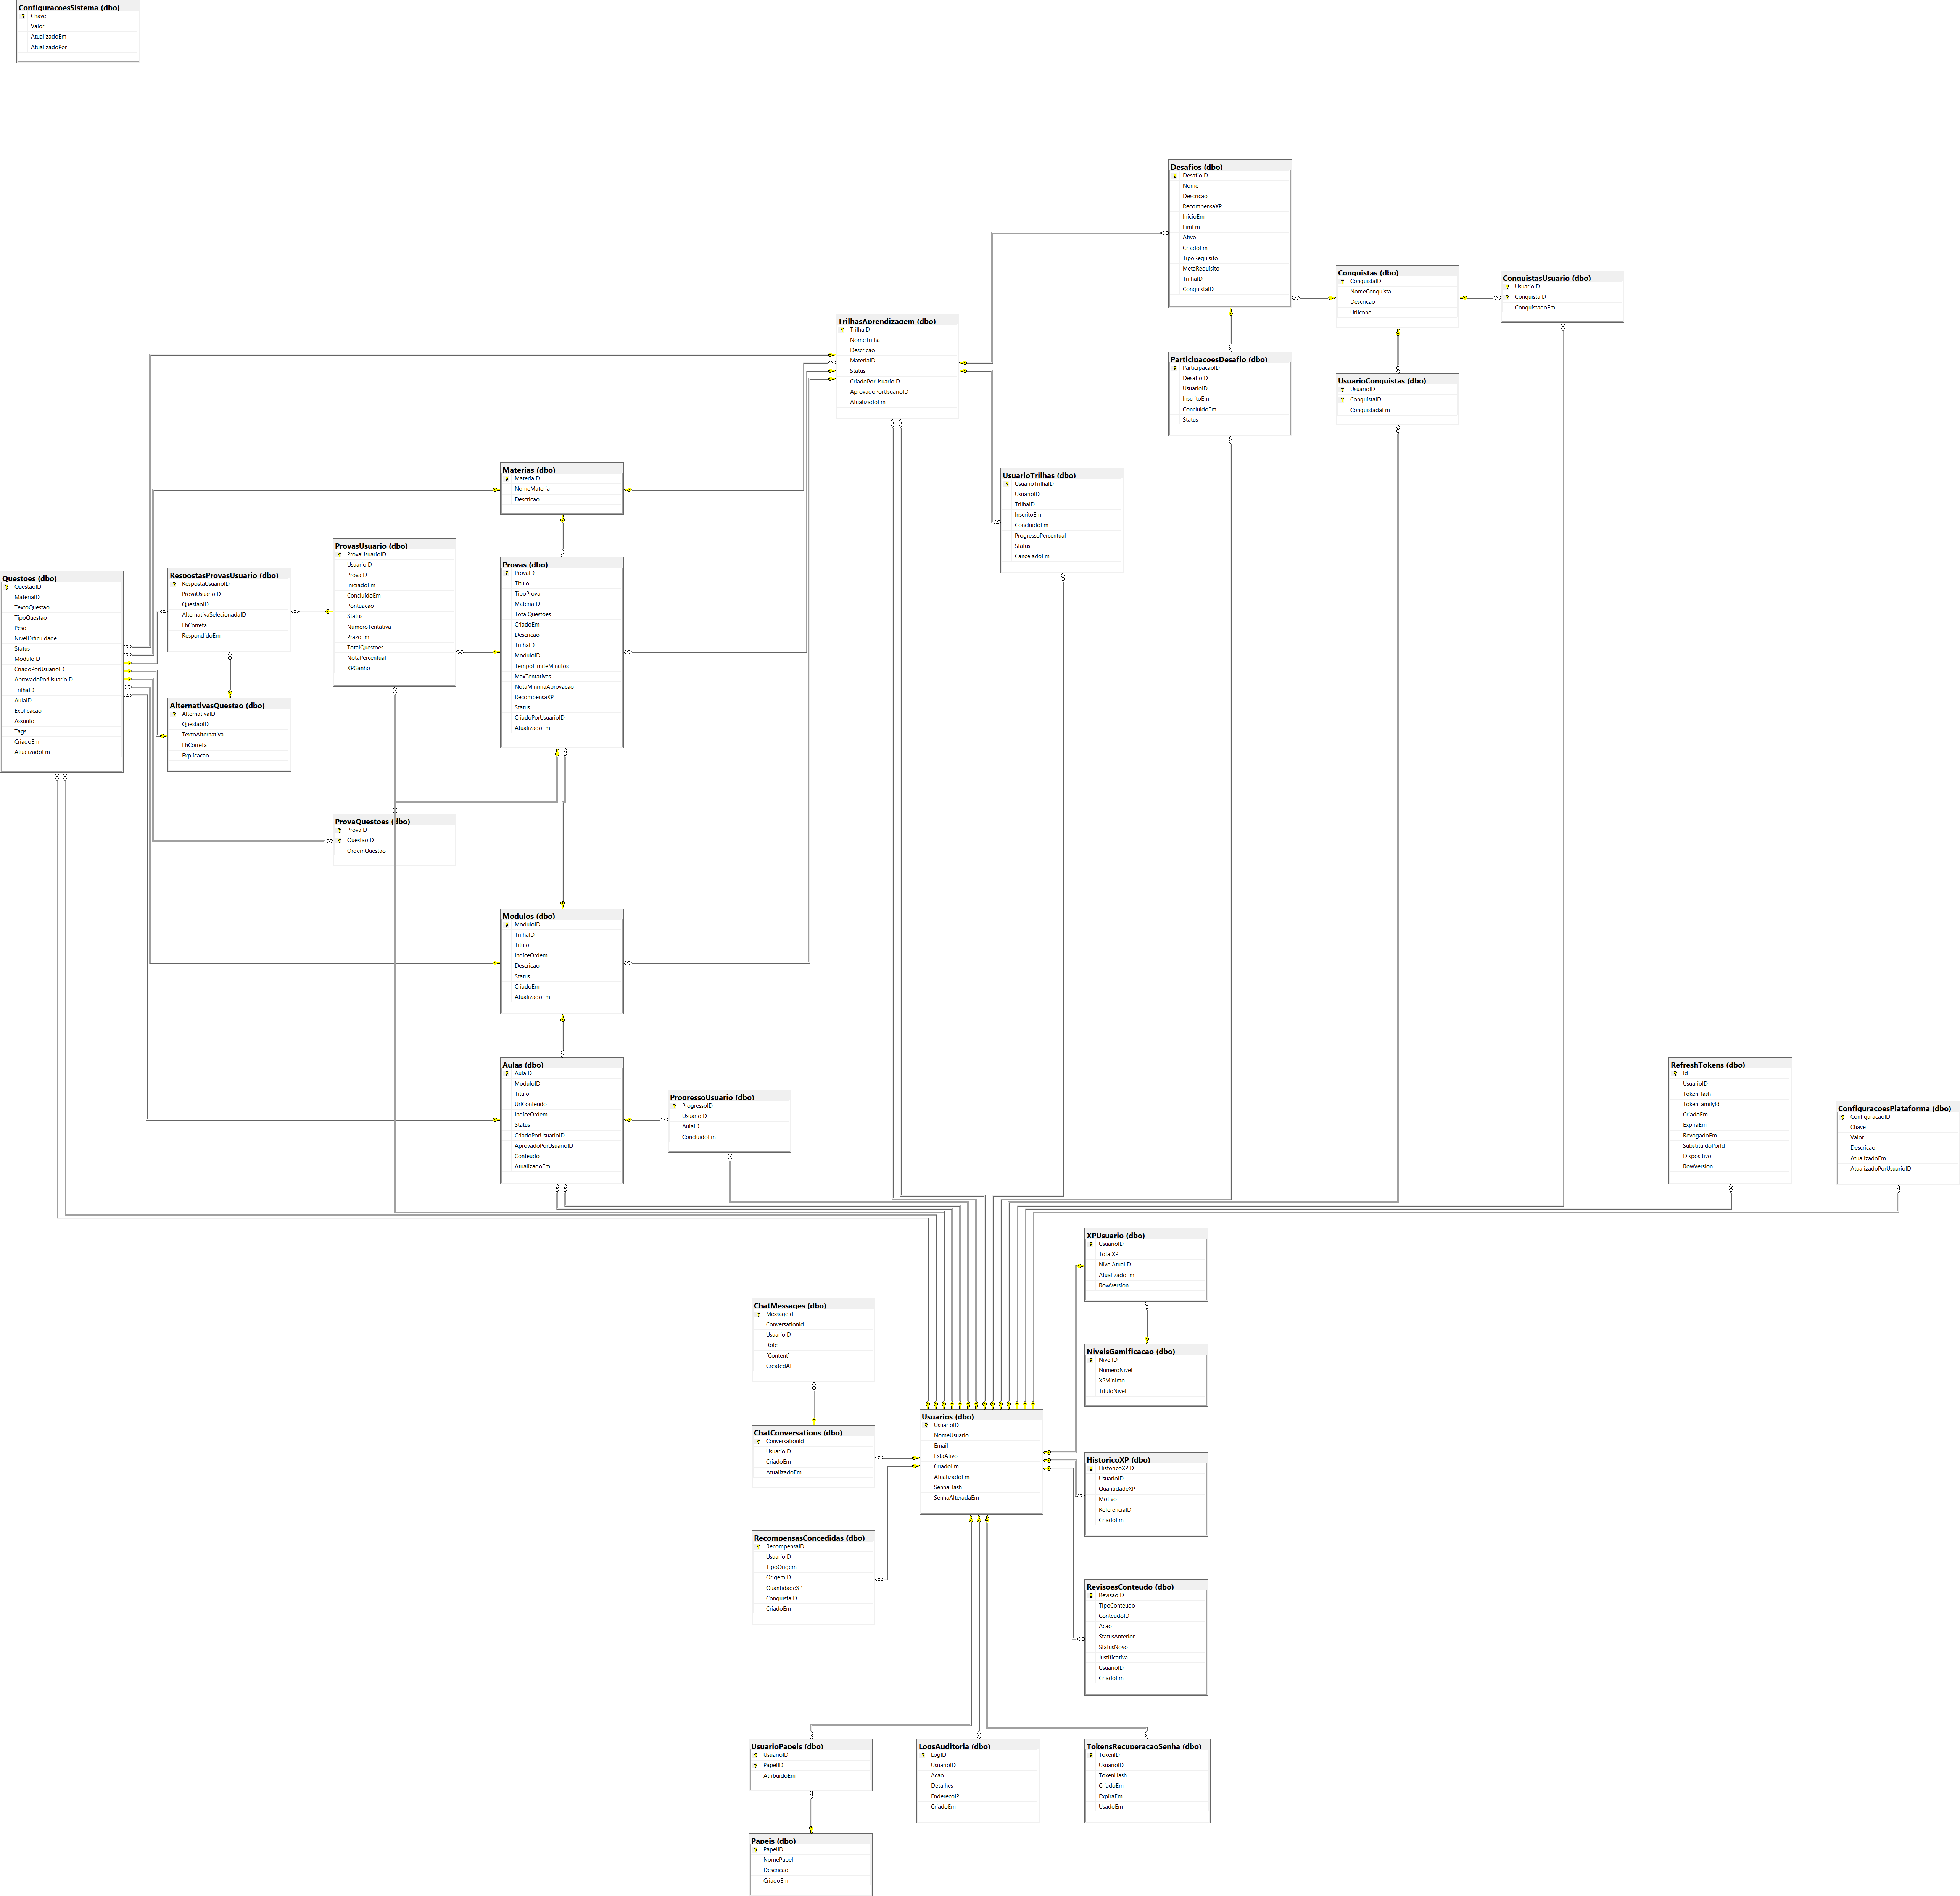 ConfiguracoesSistema (dbo)
Chave
Valor
AtualizadoEm
AtualizadoPor
Desafios (dbo)
DesafioID
Nome
Descricao
RecompensaXP
InicioEm
FimEm
Ativo
CriadoEm
TipoRequisito
MetaRequisito
TrilhaID
ConquistaID
Conquistas (dbo)
ConquistaID
NomeConquista
Descricao
UrlIcone
ConquistasUsuario (dbo)
UsuarioID
ConquistaID
ConquistadoEm
TrilhasAprendizagem (dbo)
TrilhaID
NomeTrilha
Descricao
MateriaID
Status
CriadoPorUsuarioID
AprovadoPorUsuarioID
AtualizadoEm
ParticipacoesDesafio (dbo)
ParticipacaoID
DesafioID
UsuarioID
InscritoEm
ConcluidoEm
Status
UsuarioConquistas (dbo)
UsuarioID
ConquistaID
ConquistadaEm
Materias (dbo)
MateriaID
NomeMateria
Descricao
UsuarioTrilhas (dbo)
UsuarioTrilhaID
UsuarioID
TrilhaID
InscritoEm
ConcluidoEm
ProgressoPercentual
Status
CanceladoEm
ProvasUsuario (dbo)
ProvaUsuarioID
UsuarioID
ProvaID
IniciadoEm
ConcluidoEm
Pontuacao
Status
NumeroTentativa
PrazoEm
TotalQuestoes
NotaPercentual
XPGanho
Provas (dbo)
ProvaID
Titulo
TipoProva
MateriaID
TotalQuestoes
CriadoEm
Descricao
TrilhaID
ModuloID
TempoLimiteMinutos
MaxTentativas
NotaMinimaAprovacao
RecompensaXP
Status
CriadoPorUsuarioID
AtualizadoEm
Questoes (dbo)
QuestaoID
MateriaID
TextoQuestao
TipoQuestao
Peso
NivelDificuldade
Status
ModuloID
CriadoPorUsuarioID
AprovadoPorUsuarioID
TrilhaID
AulaID
Explicacao
Assunto
Tags
CriadoEm
AtualizadoEm
RespostasProvasUsuario (dbo)
RespostaUsuarioID
ProvaUsuarioID
QuestaoID
AlternativaSelecionadaID
EhCorreta
RespondidoEm
AlternativasQuestao (dbo)
AlternativaID
QuestaoID
TextoAlternativa
EhCorreta
Explicacao
ProvaQuestoes (dbo)
ProvaID
QuestaoID
OrdemQuestao
Modulos (dbo)
ModuloID
TrilhaID
Titulo
IndiceOrdem
Descricao
Status
CriadoEm
AtualizadoEm
Aulas (dbo)
AulaID
ModuloID
Titulo
UrlConteudo
IndiceOrdem
Status
CriadoPorUsuarioID
AprovadoPorUsuarioID
Conteudo
AtualizadoEm
ProgressoUsuario (dbo)
ProgressoID
UsuarioID
AulaID
ConcluidoEm
RefreshTokens (dbo)
Id
UsuarioID
TokenHash
TokenFamilyId
CriadoEm
ExpiraEm
RevogadoEm
SubstituidoPorId
Dispositivo
RowVersion
ConfiguracoesPlataforma (dbo)
ConfiguracaoID
Chave
Valor
Descricao
AtualizadoEm
AtualizadoPorUsuarioID
XPUsuario (dbo)
UsuarioID
TotalXP
NivelAtualID
AtualizadoEm
RowVersion
ChatMessages (dbo)
MessageId
ConversationId
UsuarioID
Role
[Content]
CreatedAt
NiveisGamificacao (dbo)
NivelID
NumeroNivel
XPMinimo
TituloNivel
Usuarios (dbo)
UsuarioID
NomeUsuario
Email
EstaAtivo
CriadoEm
AtualizadoEm
SenhaHash
SenhaAlteradaEm
ChatConversations (dbo)
ConversationId
UsuarioID
CriadoEm
AtualizadoEm
HistoricoXP (dbo)
HistoricoXPID
UsuarioID
QuantidadeXP
Motivo
ReferenciaID
CriadoEm
RecompensasConcedidas (dbo)
RecompensaID
UsuarioID
TipoOrigem
OrigemID
QuantidadeXP
ConquistaID
CriadoEm
RevisoesConteudo (dbo)
RevisaoID
TipoConteudo
ConteudoID
Acao
StatusAnterior
StatusNovo
Justificativa
UsuarioID
CriadoEm
UsuarioPapeis (dbo)
UsuarioID
PapelID
AtribuidoEm
LogsAuditoria (dbo)
LogID
UsuarioID
Acao
Detalhes
EnderecoIP
CriadoEm
TokensRecuperacaoSenha (dbo)
TokenID
UsuarioID
TokenHash
CriadoEm
ExpiraEm
UsadoEm
Papeis (dbo)
PapelID
NomePapel
Descricao
CriadoEm